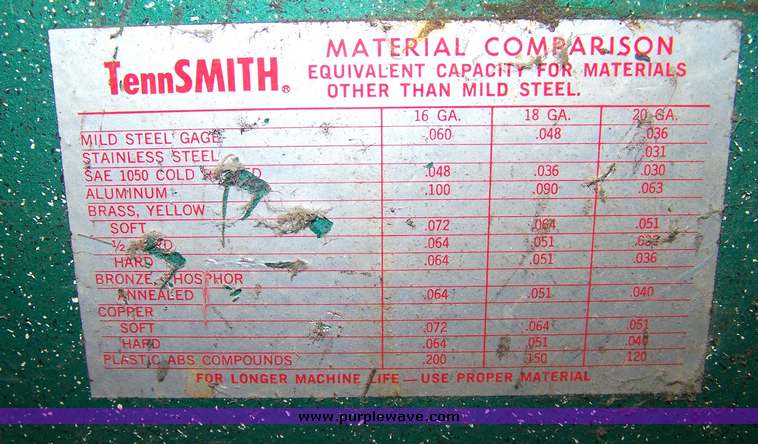 TennSMITH®
MATERIAL COMPARISON
EQUIVALENT CAPACITY FOR MATERIALS
OTHER THAN MILD STEEL.
16 GA. 18 GA. 20 GA.
MILD STEEL GAGE .060 .048 .036
STAINLESS STEEL .031
SAE 1050 COLD .048 .036 .030
ALUMINUM .100 .090 .063
BRASS, YELLOW
SOFT .072 .064 .051
½ .064 .051
HARD .064 .051 .036
BRONZE, PHOSPHOR
ANNEALED .064 .051 .040
COPPER
SOFT .072 .064 .051
HARD .064 .051
PLASTIC ABS COMPOUNDS .200 150 120
FOR LONGER MACHINE LIFE — USE PROPER MATERIAL
www.purplewave.com